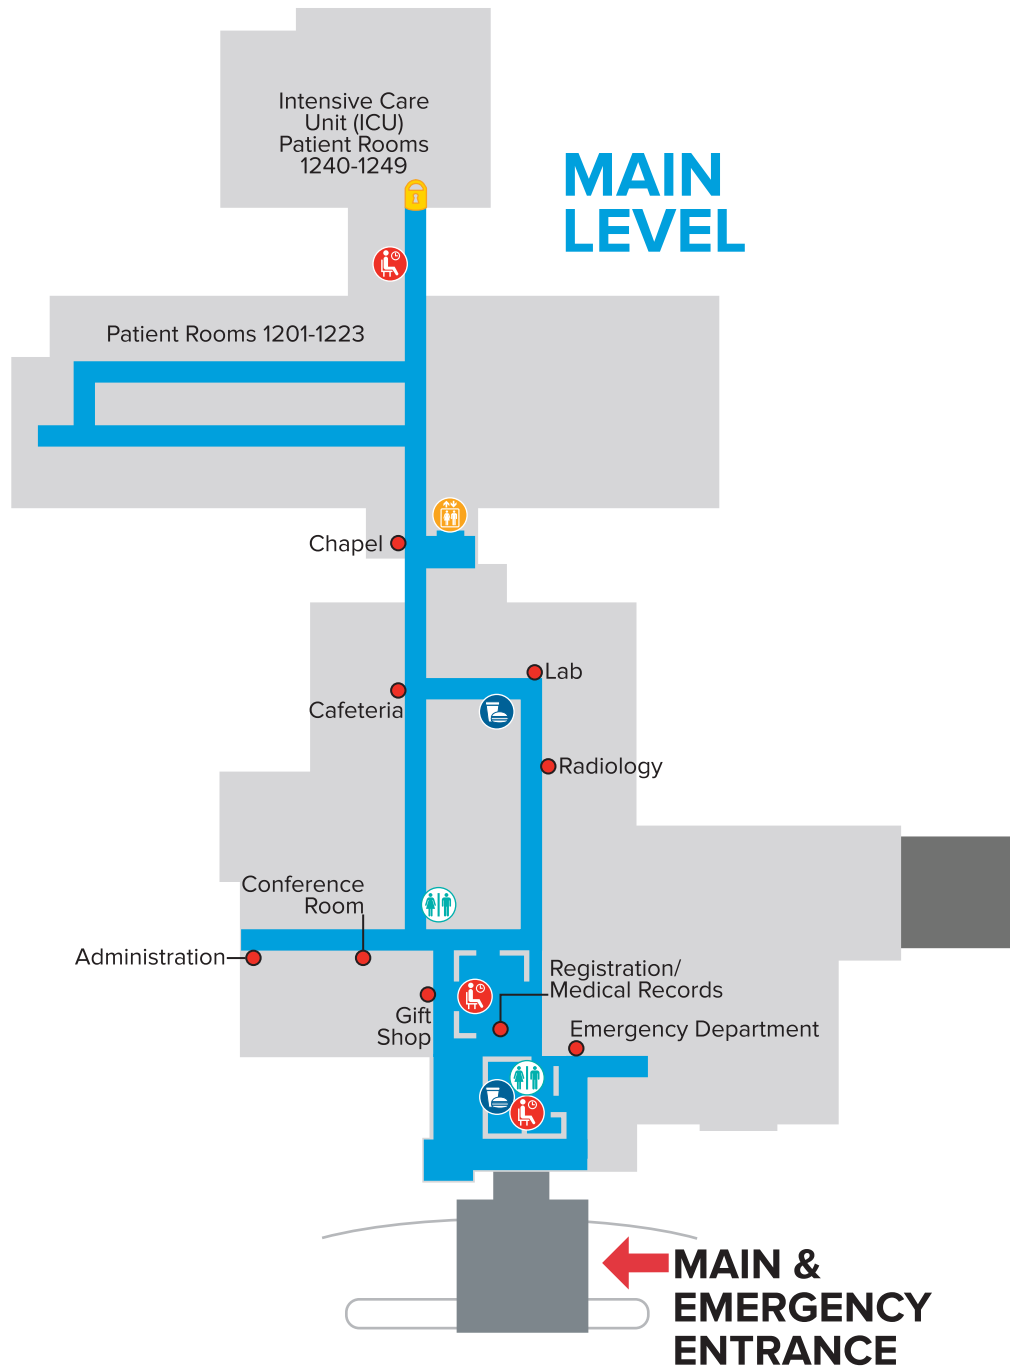 Intensive Care
Unit (ICU)
Patient Rooms
1240-1249
MAIN
LEVEL
Patient Rooms 1201-1223
Chapel
Lab
Cafeteria
Radiology
Conference
Room
Administration
Registration/
Medical Records
Gift
Shop
Emergency Department
MAIN &
EMERGENCY
ENTRANCE